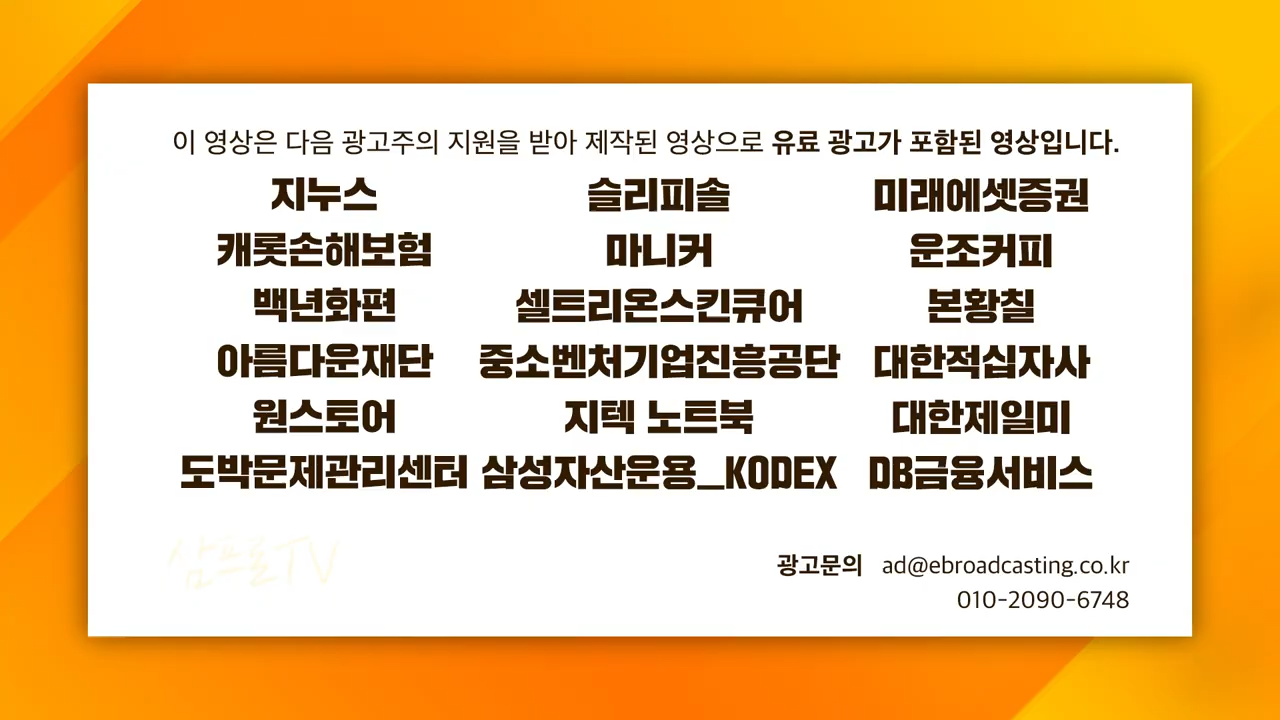 이 영상은 다음 광고주의 지원을 받아 제작된 영상으로 유료 광고가 포함된 영상입니다.
지누스 슬리피솔 미래에셋증권
캐롯손해보험 마니커 운조커피
백년화편 셀트리온스킨큐어 본황칠
아름다운재단 중소벤처기업진흥공단 대한적십자사
원스토어 지텍 노트북 대한제일미
도박문제관리센터 삼성자산운용_KODEX DB금융서비스
삼프로TV
광고문의 ad@ebroadcasting.co.kr
010-2090-6748